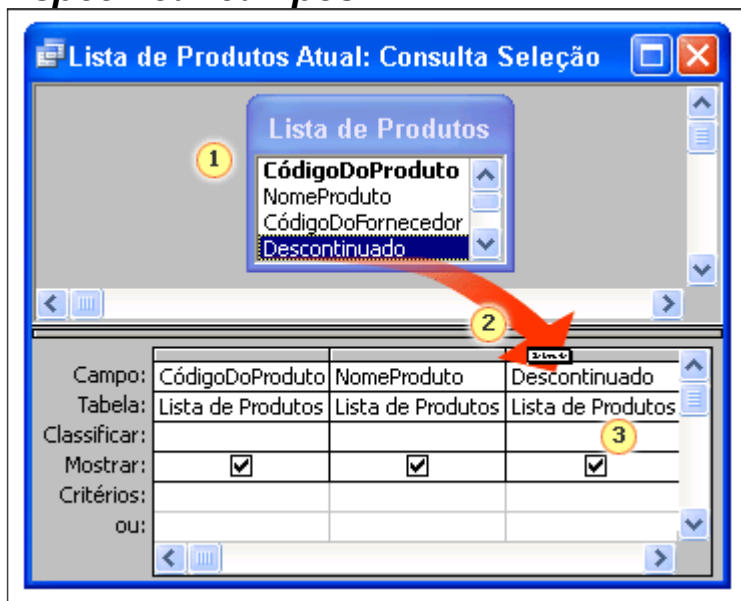 Lista de Produtos Atual: Consulta Seleção
Lista de Produtos
1
CódigoDoProduto
NomeProduto
CódigoDoFornecedor
Descontinuado
2
Campo: CódigoDoProduto NomeProduto Descontinuado
Tabela: Lista de Produtos Lista de Produtos Lista de Produtos
3
Classificar:
Mostrar:
Critérios:
ou: